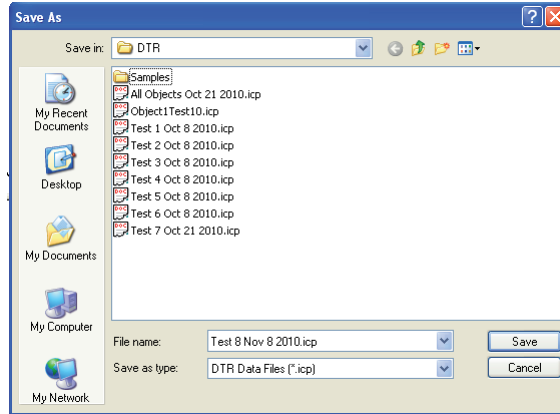 Save As
Save in:
DTR
My Recent
Documents
Desktop
My Documents
My Computer
My Network
Samples
All Objects Oct 21 2010.icp
Object1Test10.icp
Test 1 Oct 8 2010.icp
Test 2 Oct 8 2010.icp
Test 3 Oct 8 2010.icp
Test 4 Oct 8 2010.icp
Test 5 Oct 8 2010.icp
Test 6 Oct 8 2010.icp
Test 7 Oct 21 2010.icp
File name:
Test 8 Nov 8 2010.icp
Save
Save as type:
DTR Data Files (*.icp)
Cancel